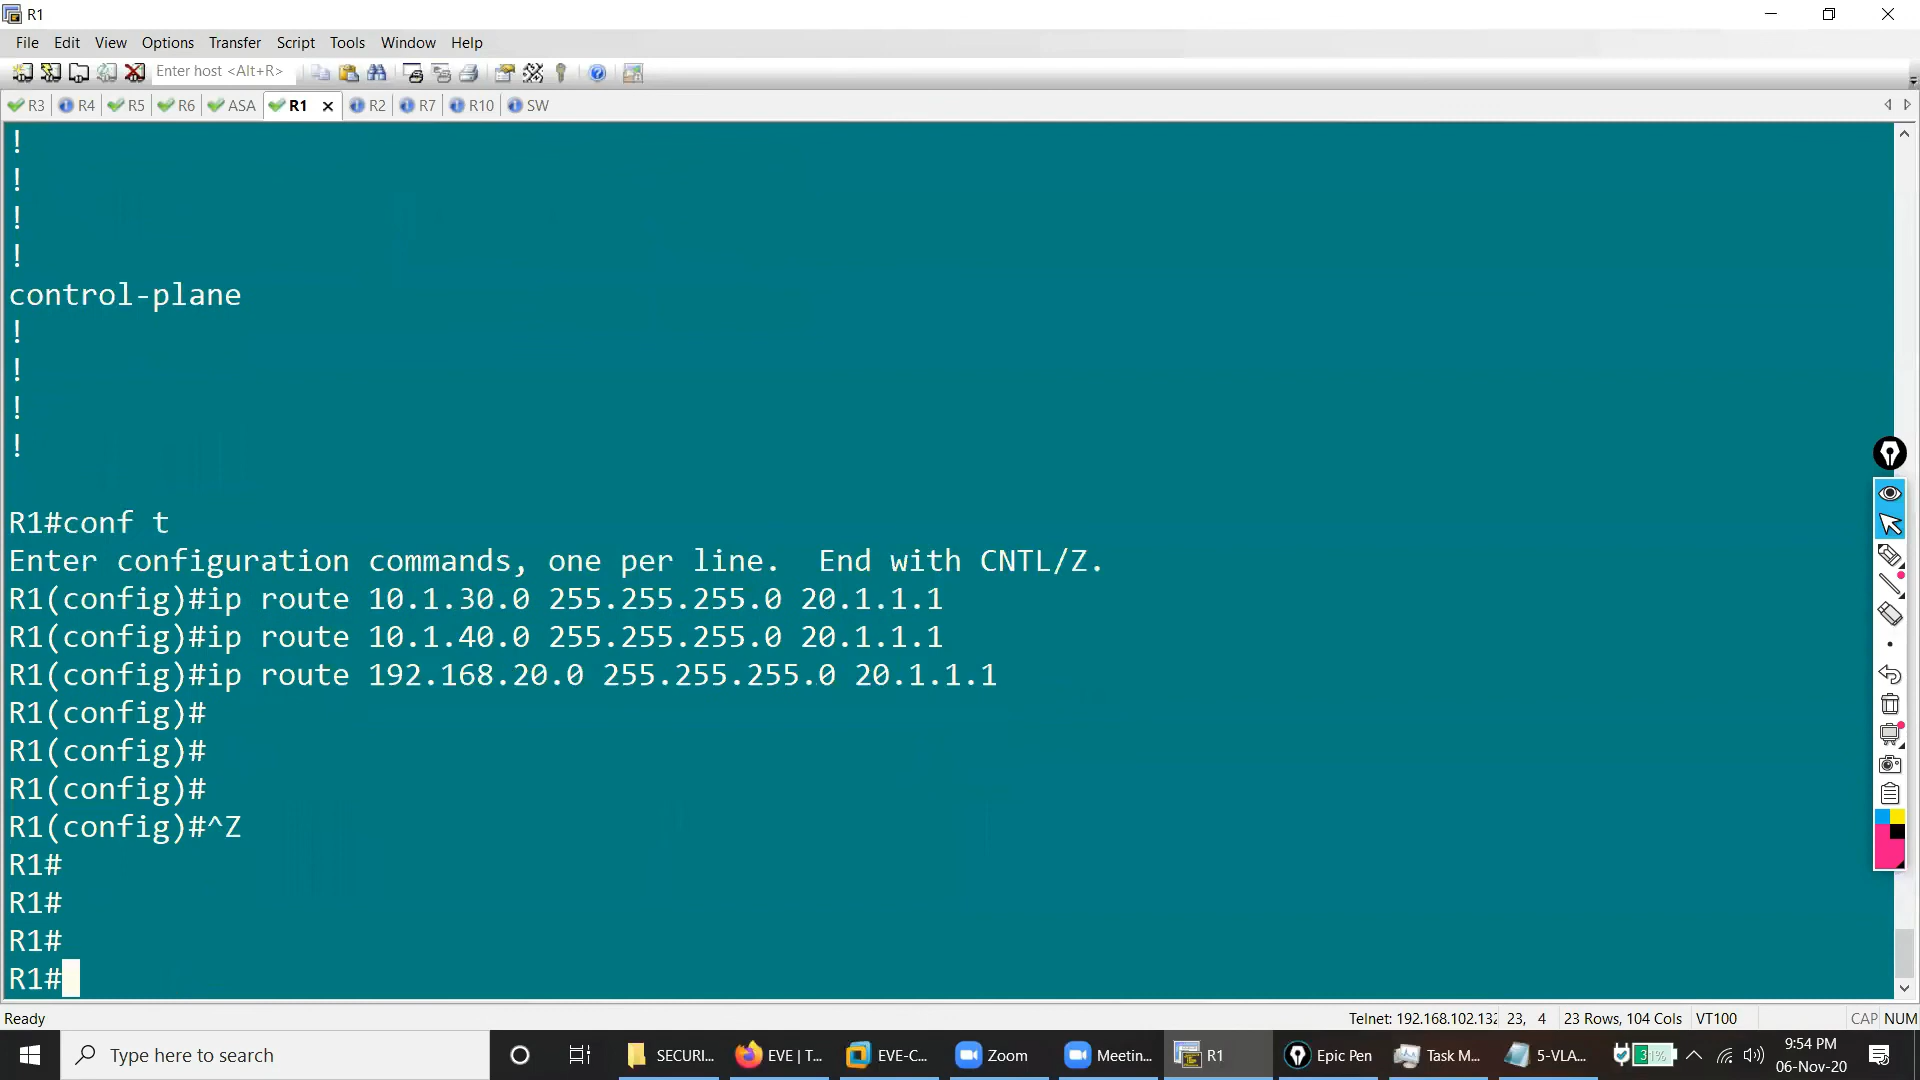 R1
File Edit View Options Transfer Script Tools Window Help
Enter host <Alt+R>
R3 R4 R5 R6 ASA R1 R2 R7 R10 SW
!
!
!
!
control-plane
!
!
!
!
R1#conf t
Enter configuration commands, one per line.  End with CNTL/Z.
R1(config)#ip route 10.1.30.0 255.255.255.0 20.1.1.1
R1(config)#ip route 10.1.40.0 255.255.255.0 20.1.1.1
R1(config)#ip route 192.168.20.0 255.255.255.0 20.1.1.1
R1(config)#
R1(config)#
R1(config)#
R1(config)#^Z
R1#
R1#
R1#
R1#
Ready Telnet: 192.168.102.132 23, 4 23 Rows, 104 Cols VT100 CAP NUM
Type here to search SECURI... EVE | T... EVE-C... Zoom Meetin... R1 Epic Pen Task M... 5-VLA... 31% 9:54 PM
06-Nov-20